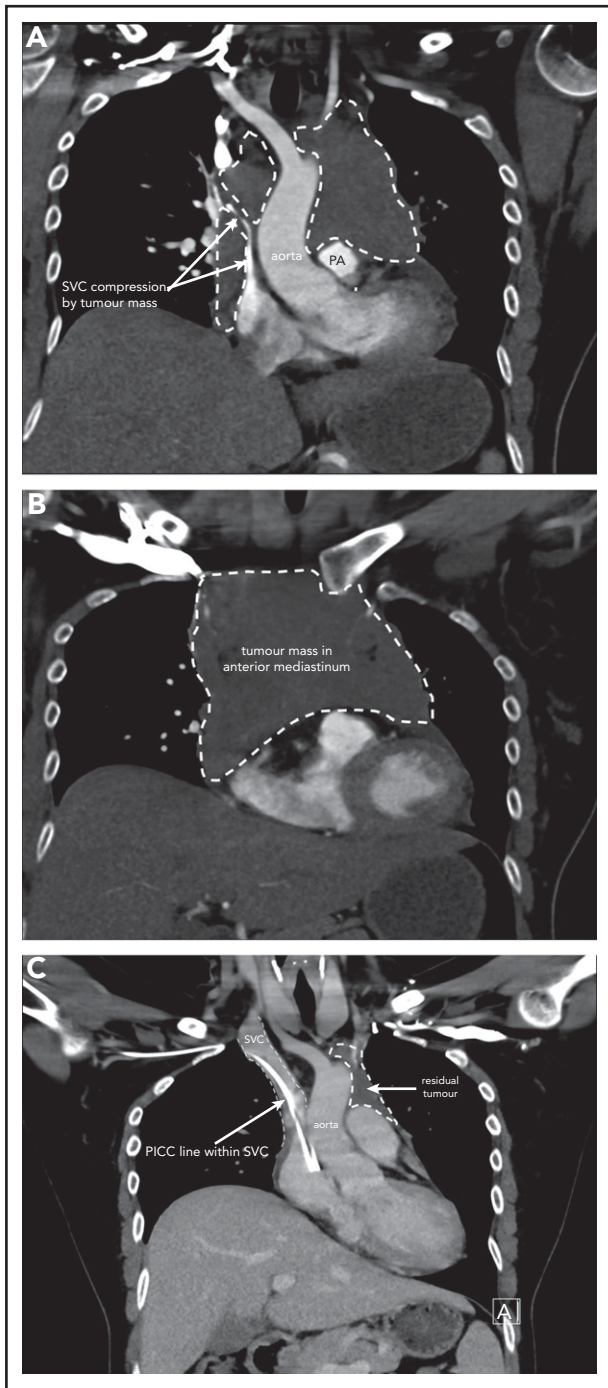 A
SVC compression
by tumour mass
aorta
PA
B
tumour mass in
anterior mediastinum
C
SVC
residual
tumour
aorta
PICC line within SVC
A